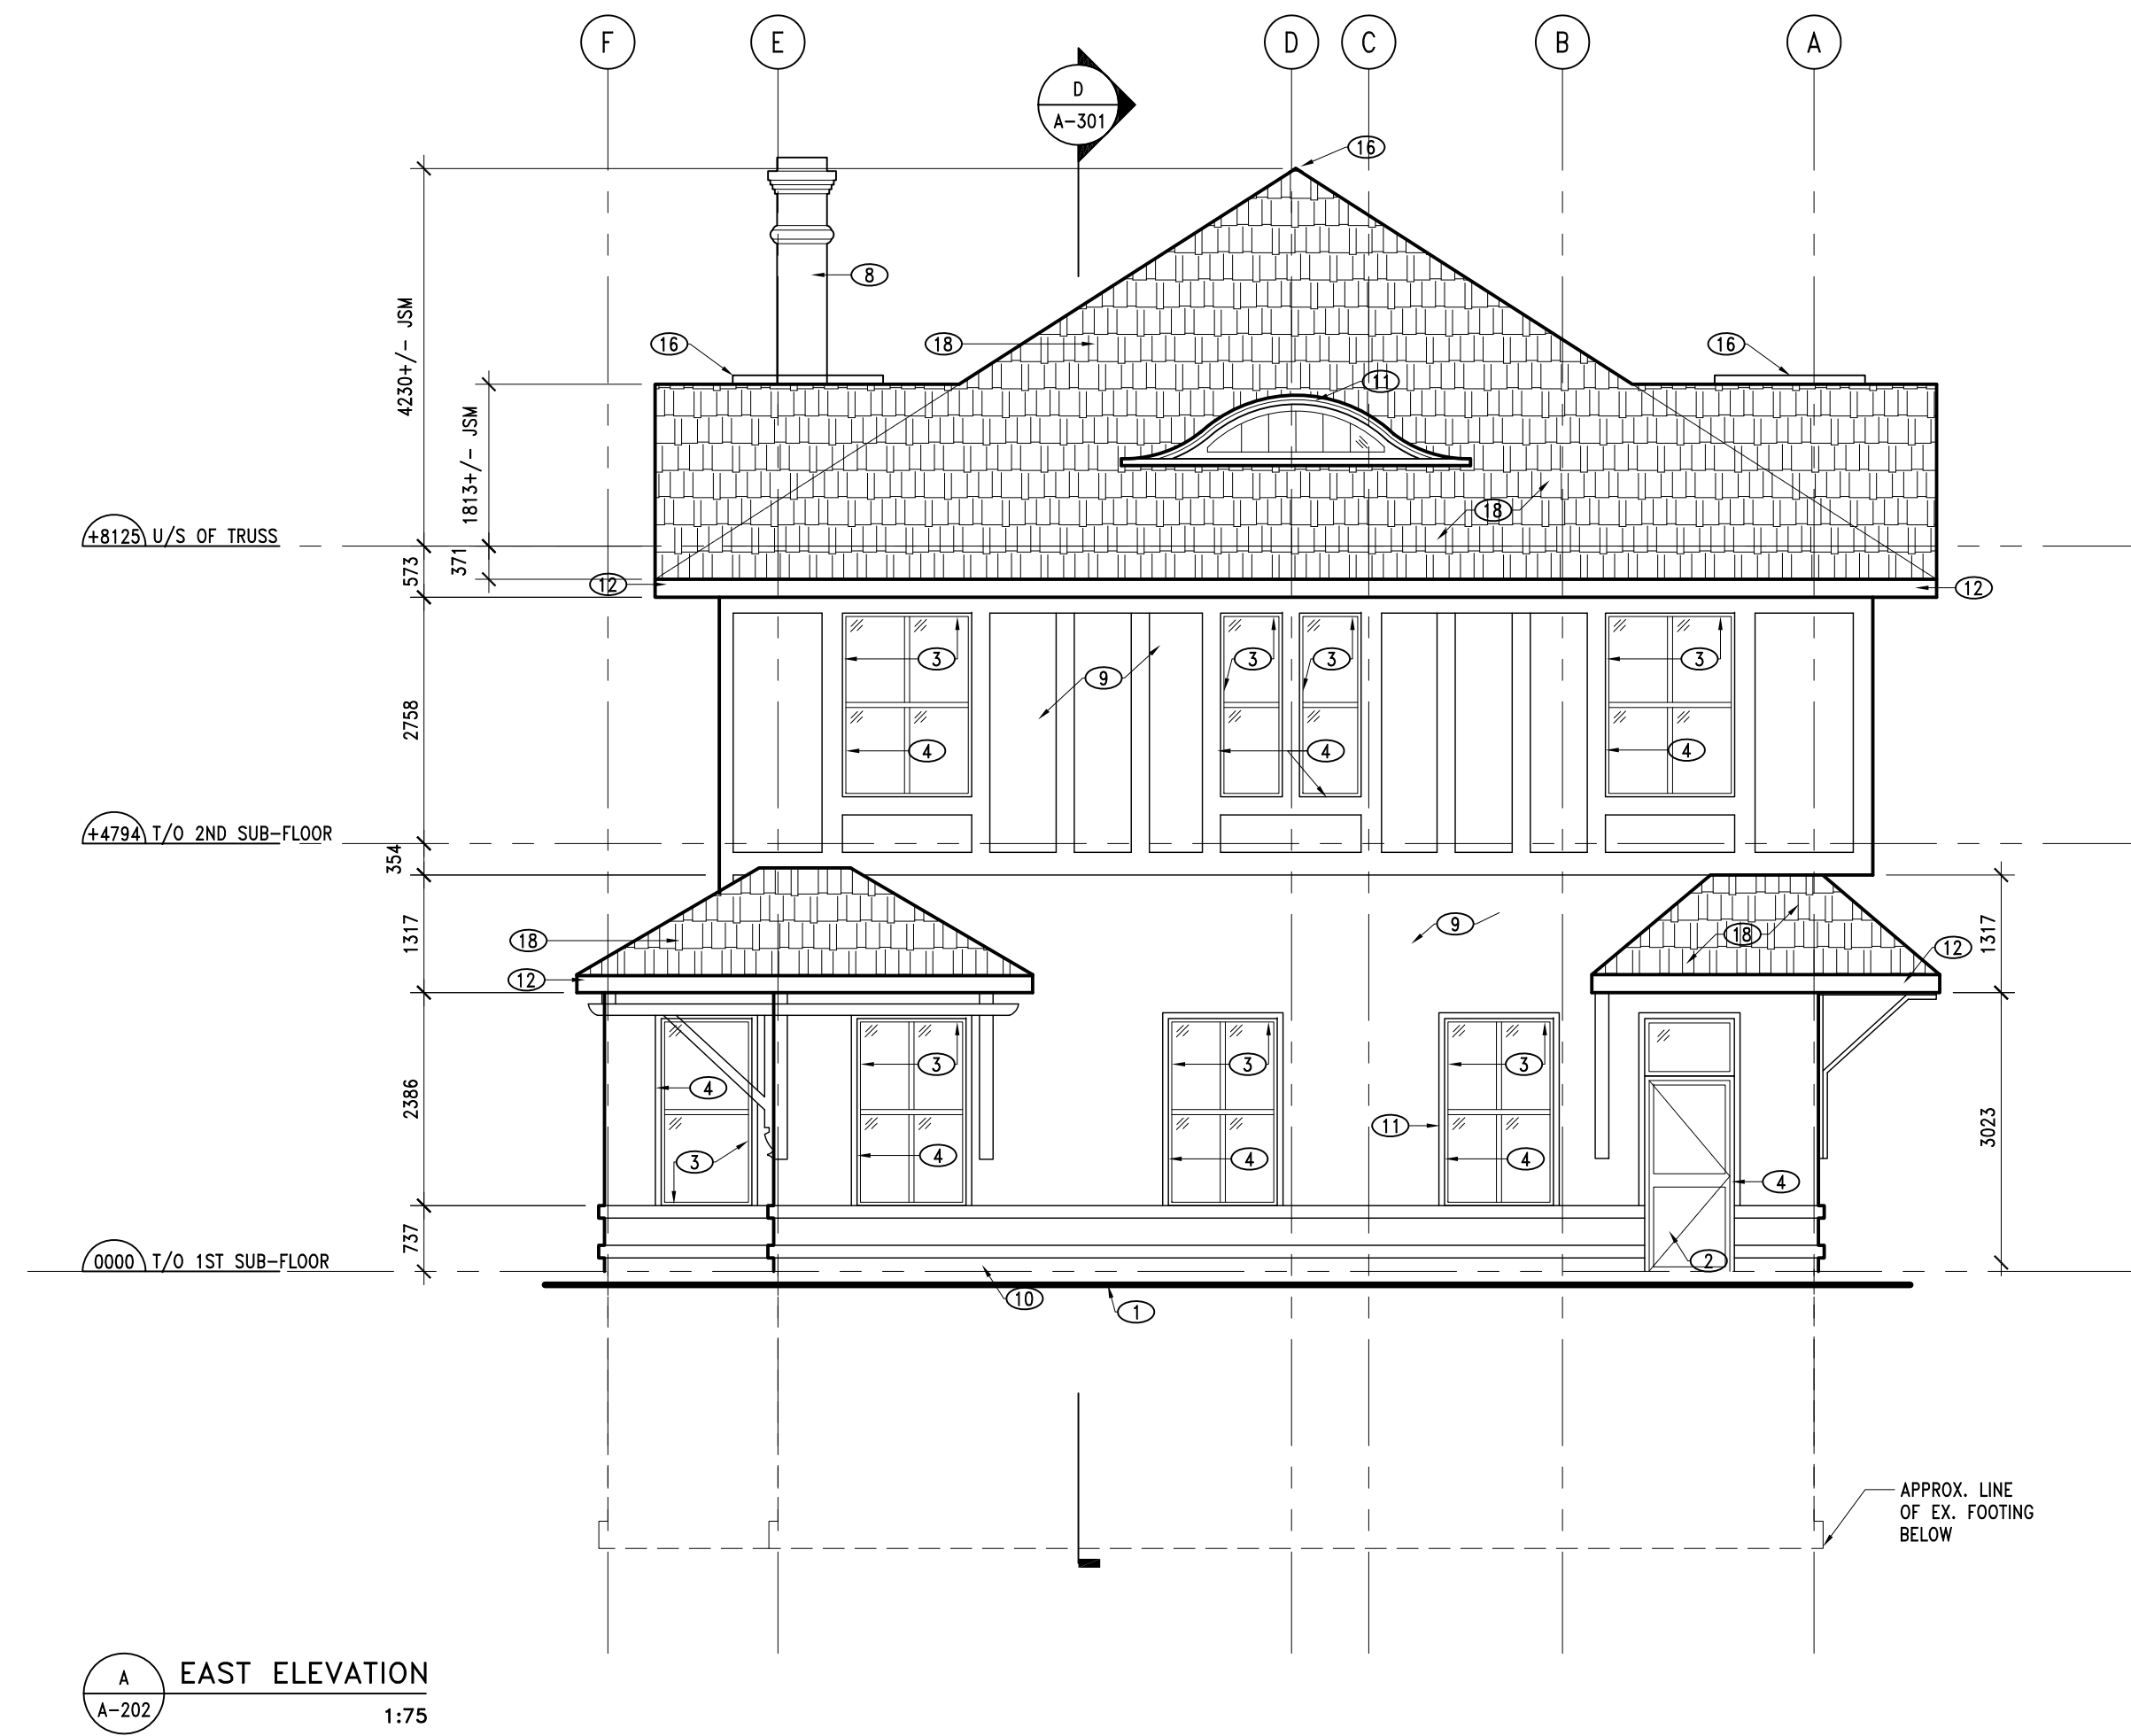 F
E
D
C
B
A
D
A-301
16
8
16
18
16
11
4230+/- JSM
1813+/- JSM
18
+8125 U/S OF TRUSS
573
371
12
12
3
3
3
3
9
2758
4
4
4
+4794 T/O 2ND SUB-FLOOR
354
1317
18
9
18
12
1317
12
3
3
3
4
2386
11
3023
4
4
4
3
4
737
0000 T/O 1ST SUB-FLOOR
2
10
1
APPROX. LINE
OF EX. FOOTING
BELOW
A
A-202
EAST ELEVATION
1:75